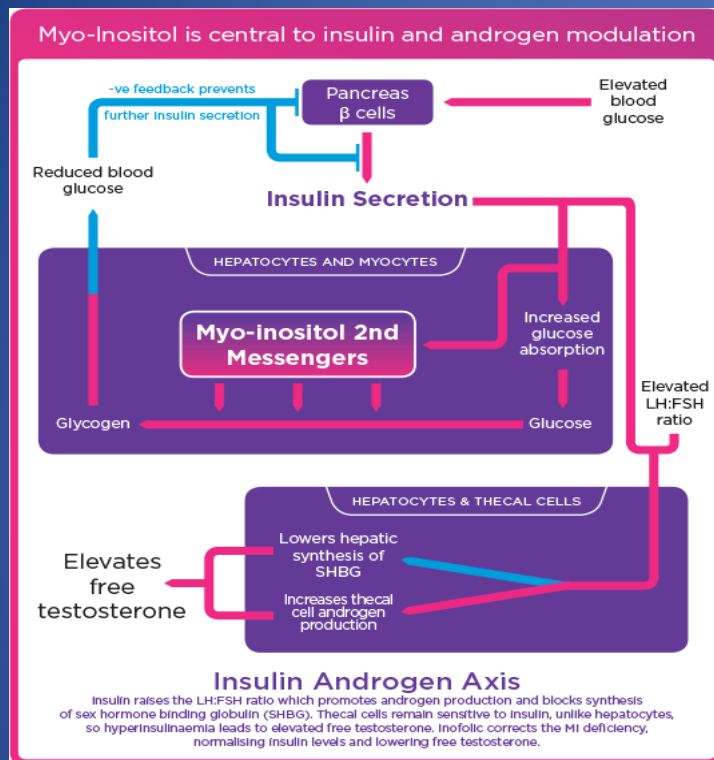 Myo-Inositol is central to insulin and androgen modulation
-ve feedback prevents
further insulin secretion
Pancreas
β cells
Elevated
blood
glucose
Reduced blood
glucose
Insulin Secretion
HEPATOCYTES AND MYOCYTES
Myo-inositol 2nd
Messengers
Increased
glucose
absorption
Glycogen
Glucose
Elevated
LH:FSH
ratio
HEPATOCYTES & THECAL CELLS
Lowers hepatic
synthesis of
SHBG
Increases thecal
cell androgen
production
Elevates
free
testosterone
Insulin Androgen Axis
Insulin raises the LH:FSH ratio which promotes androgen production and blocks synthesis
of sex hormone binding globulin (SHBG). Thecal cells remain sensitive to insulin, unlike hepatocytes,
so hyperinsulinaemia leads to elevated free testosterone. Inofolic corrects the MI deficiency,
normalising insulin levels and lowering free testosterone.